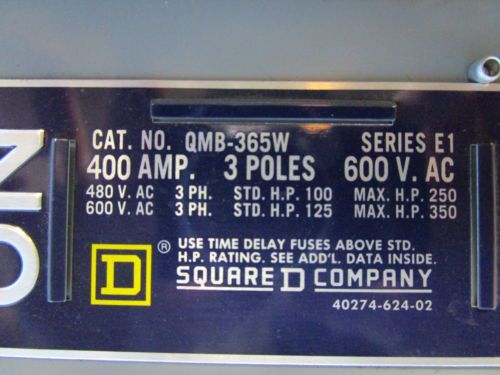 CAT. NO. QMB-365W SERIES E1
400 AMP. 3 POLES 600 V. AC
480 V. AC 3 PH. STD. H.P. 100 MAX. H.P. 250
600 V. AC 3 PH. STD. H.P. 125 MAX. H.P. 350
D ® USE TIME DELAY FUSES ABOVE STD.
H.P. RATING. SEE ADD'L. DATA INSIDE.
SQUARE D COMPANY
40274-624-02
ON